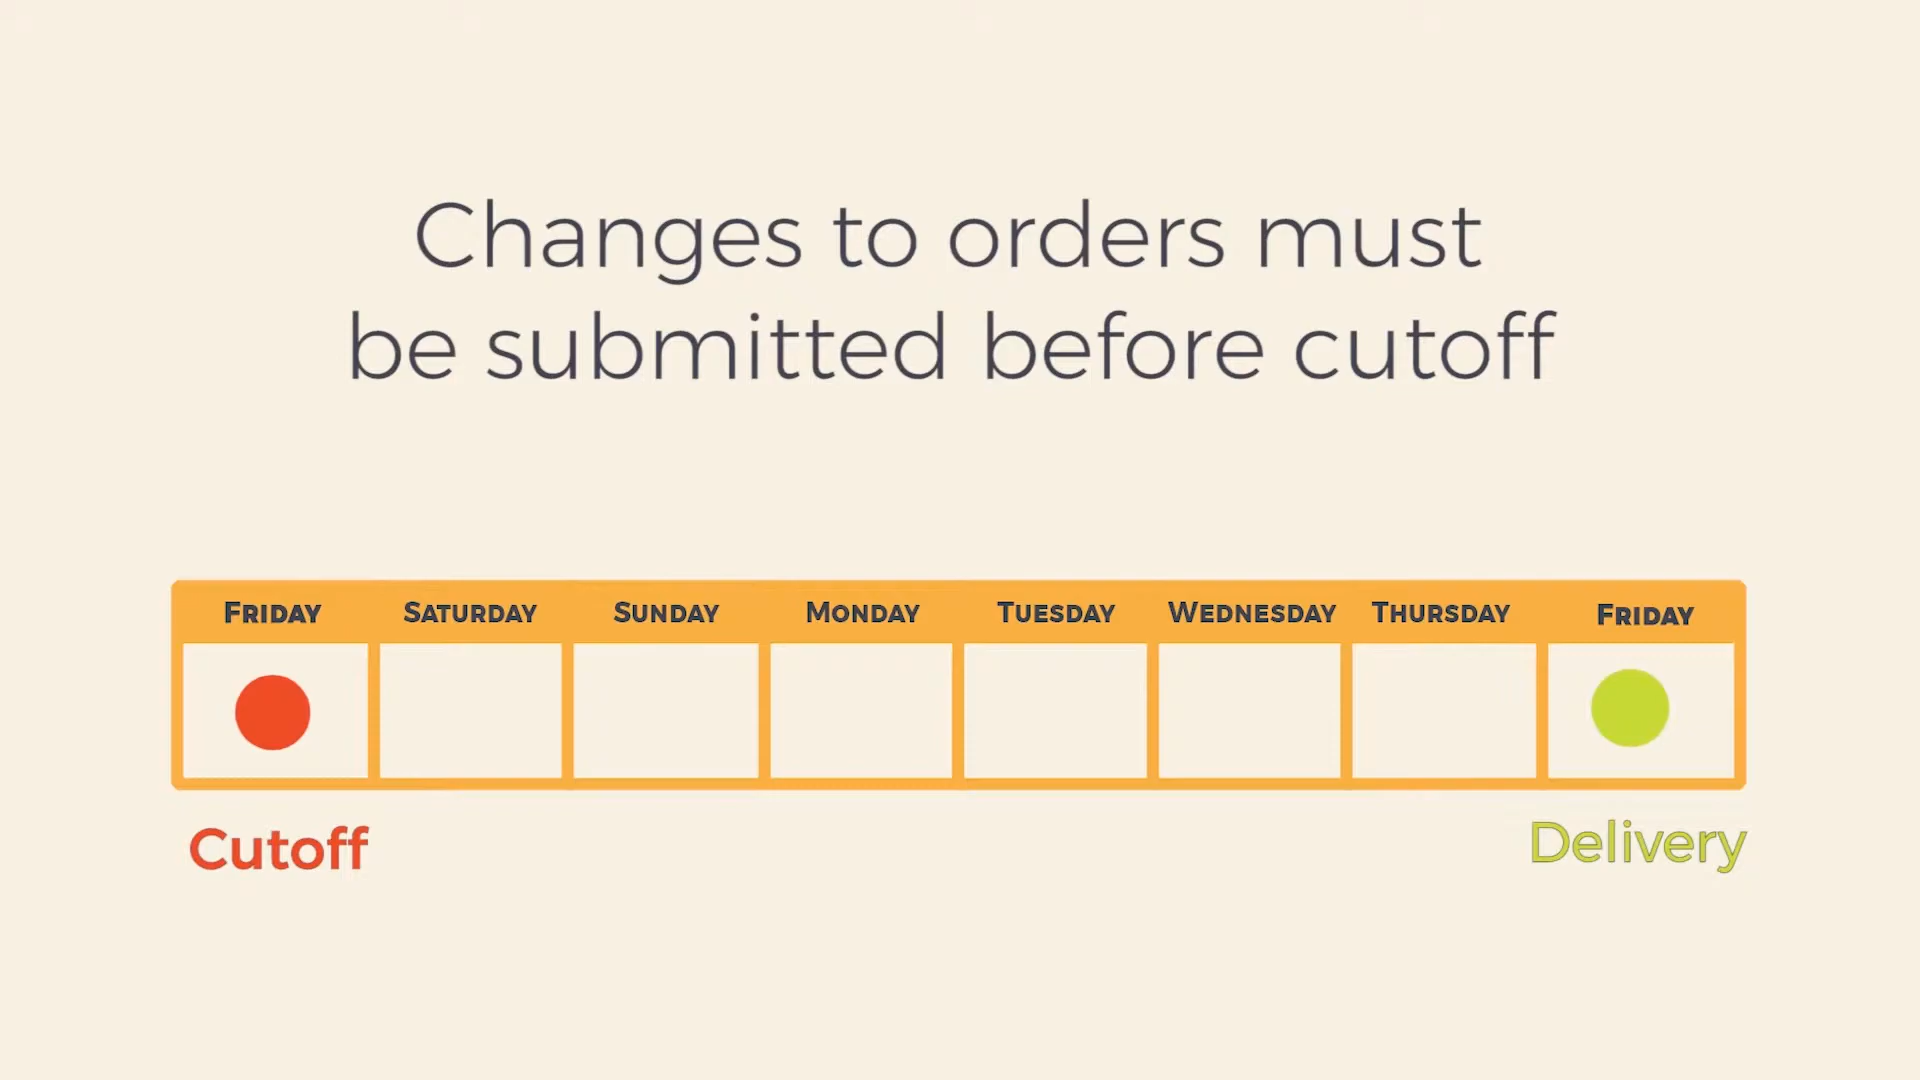 Changes to orders must
be submitted before cutoff
FRIDAY SATURDAY SUNDAY MONDAY TUESDAY WEDNESDAY THURSDAY FRIDAY
Cutoff Delivery